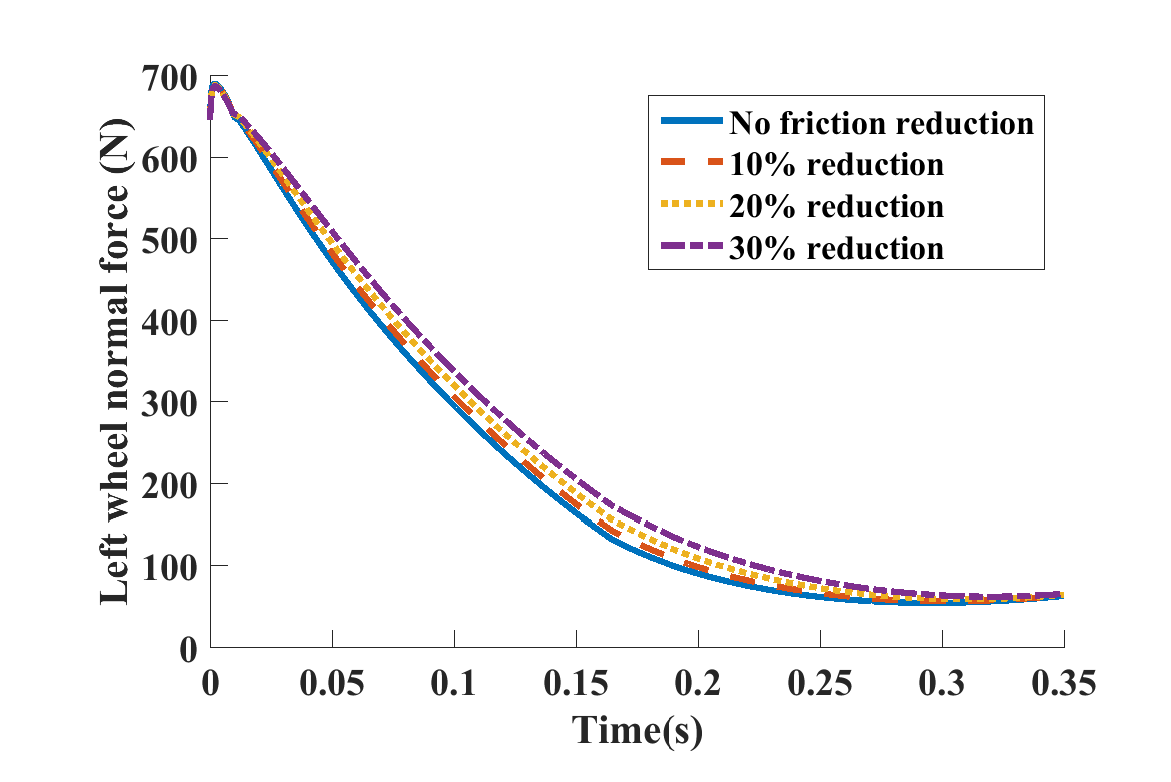 700
600
500
400
300
200
100
0
Left wheel normal force (N)
No friction reduction
10% reduction
20% reduction
30% reduction
0 0.05 0.1 0.15 0.2 0.25 0.3 0.35
Time(s)